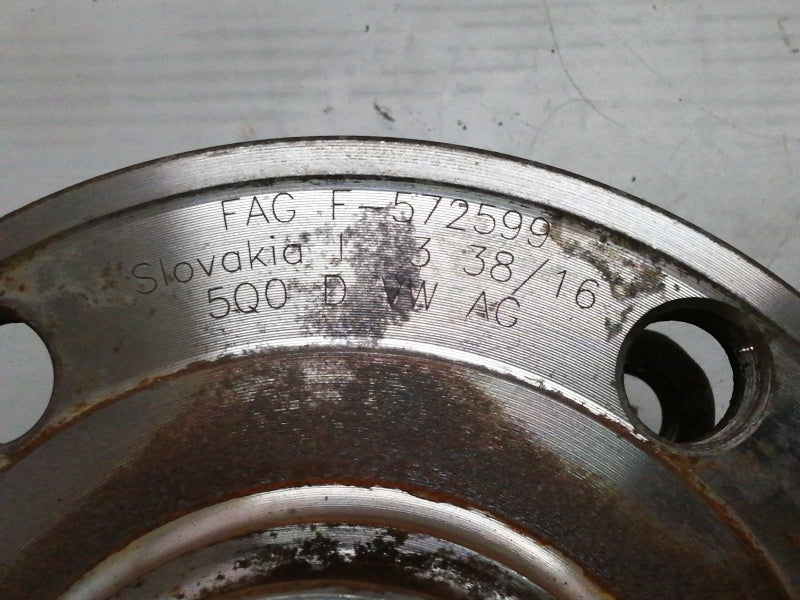 FAG F-572599
Slovakia 3 38/16
5Q0 D VW AG